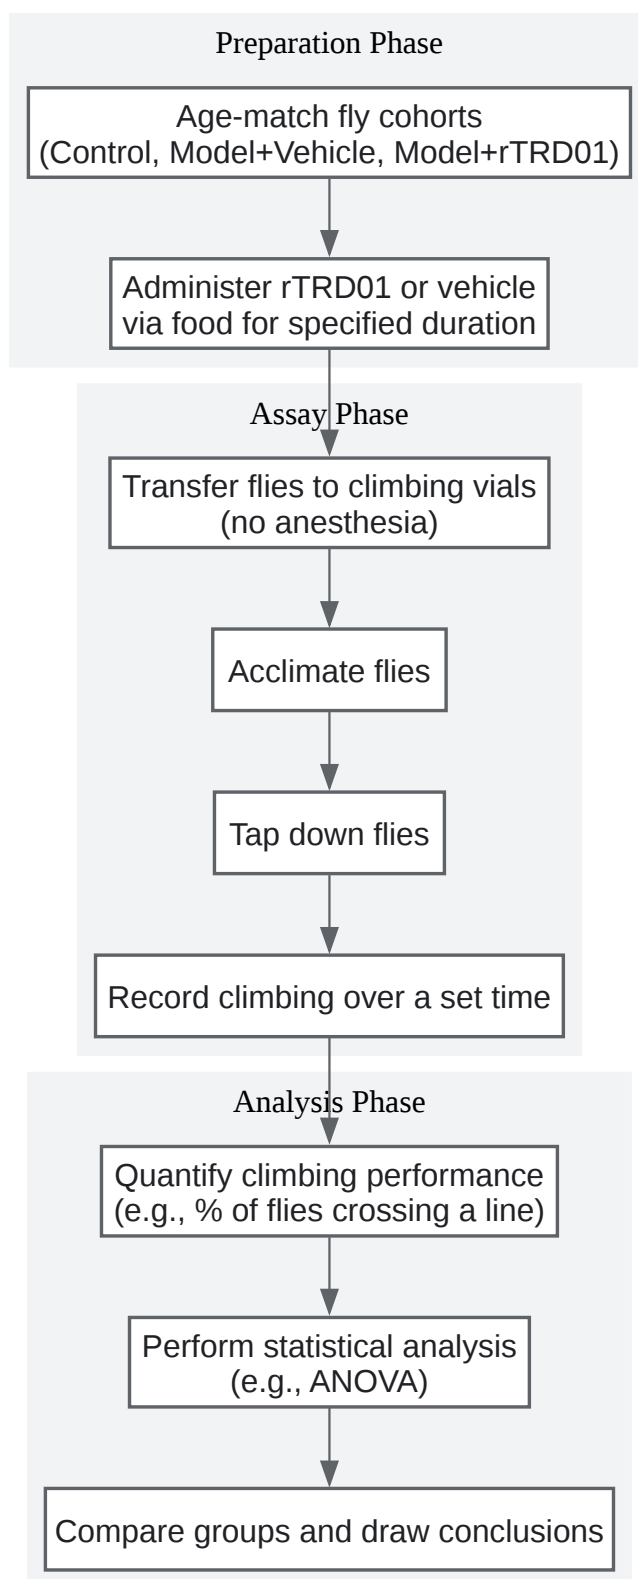 Preparation Phase
Age-match fly cohorts
(Control, Model+Vehicle, Model+rTRD01)
Administer rTRD01 or vehicle
via food for specified duration
Assay Phase
Transfer flies to climbing vials
(no anesthesia)
Acclimate flies
Tap down flies
Record climbing over a set time
Analysis Phase
Quantify climbing performance
(e.g., % of flies crossing a line)
Perform statistical analysis
(e.g., ANOVA)
Compare groups and draw conclusions